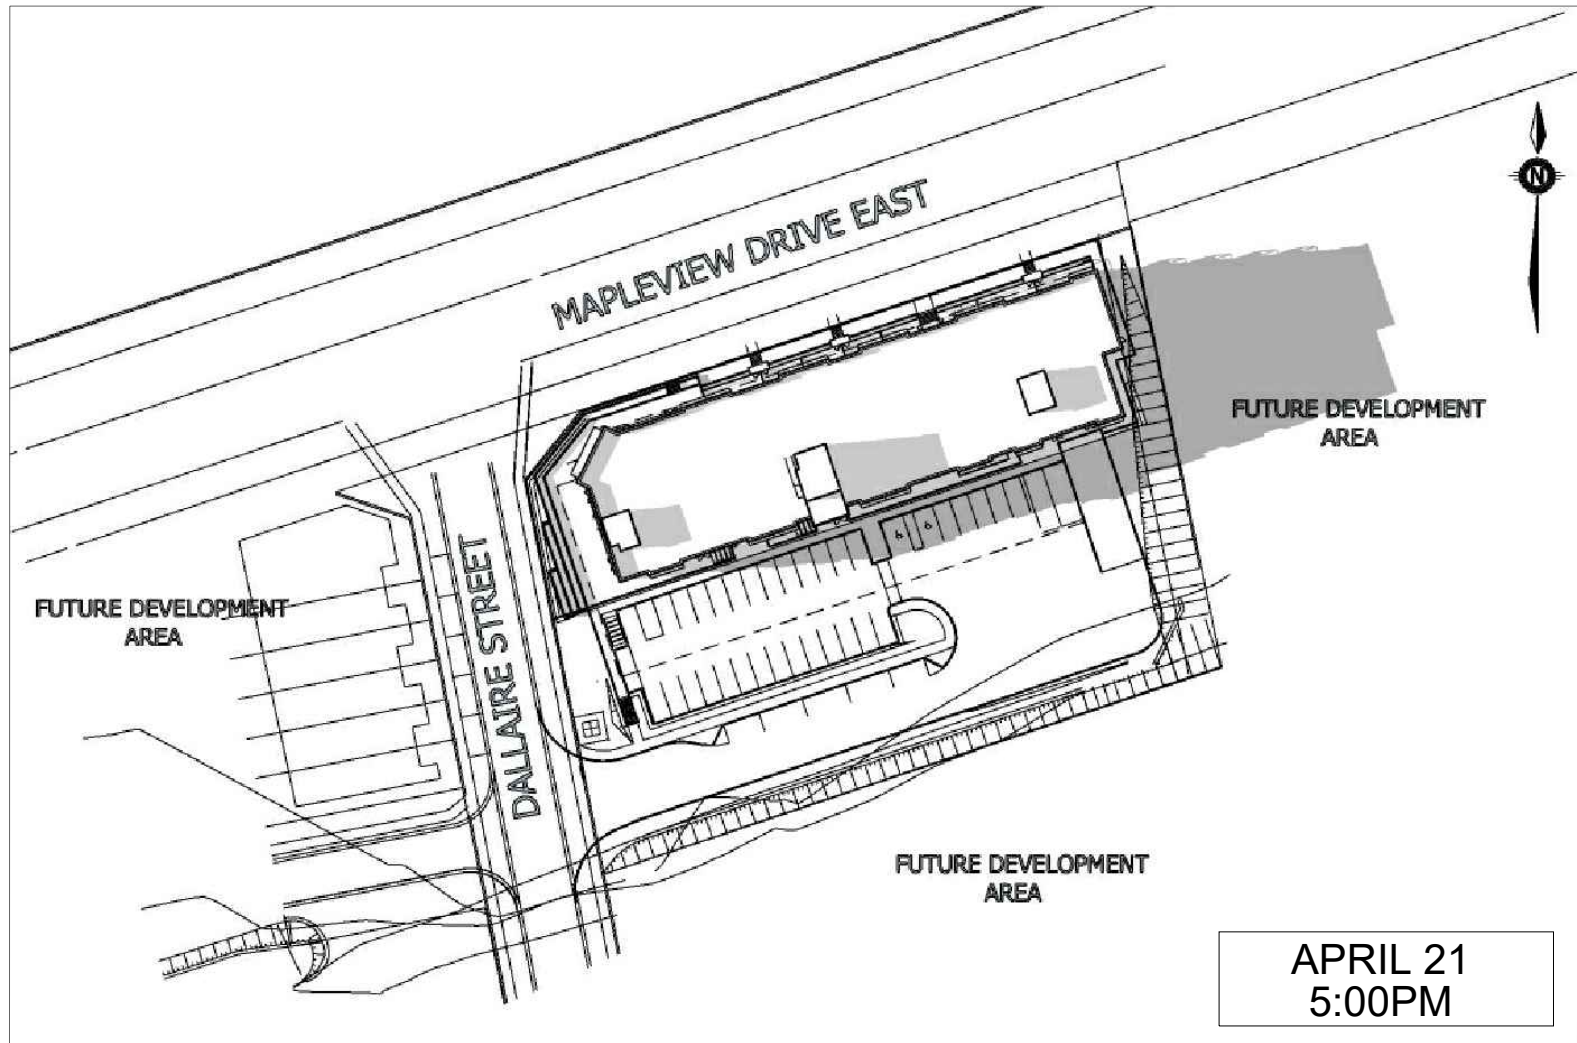 MAPLEVIEW DRIVE EAST
N
FUTURE DEVELOPMENT
AREA
FUTURE DEVELOPMENT
AREA
DALLAIRE STREET
FUTURE DEVELOPMENT
AREA
APRIL 21
5:00PM